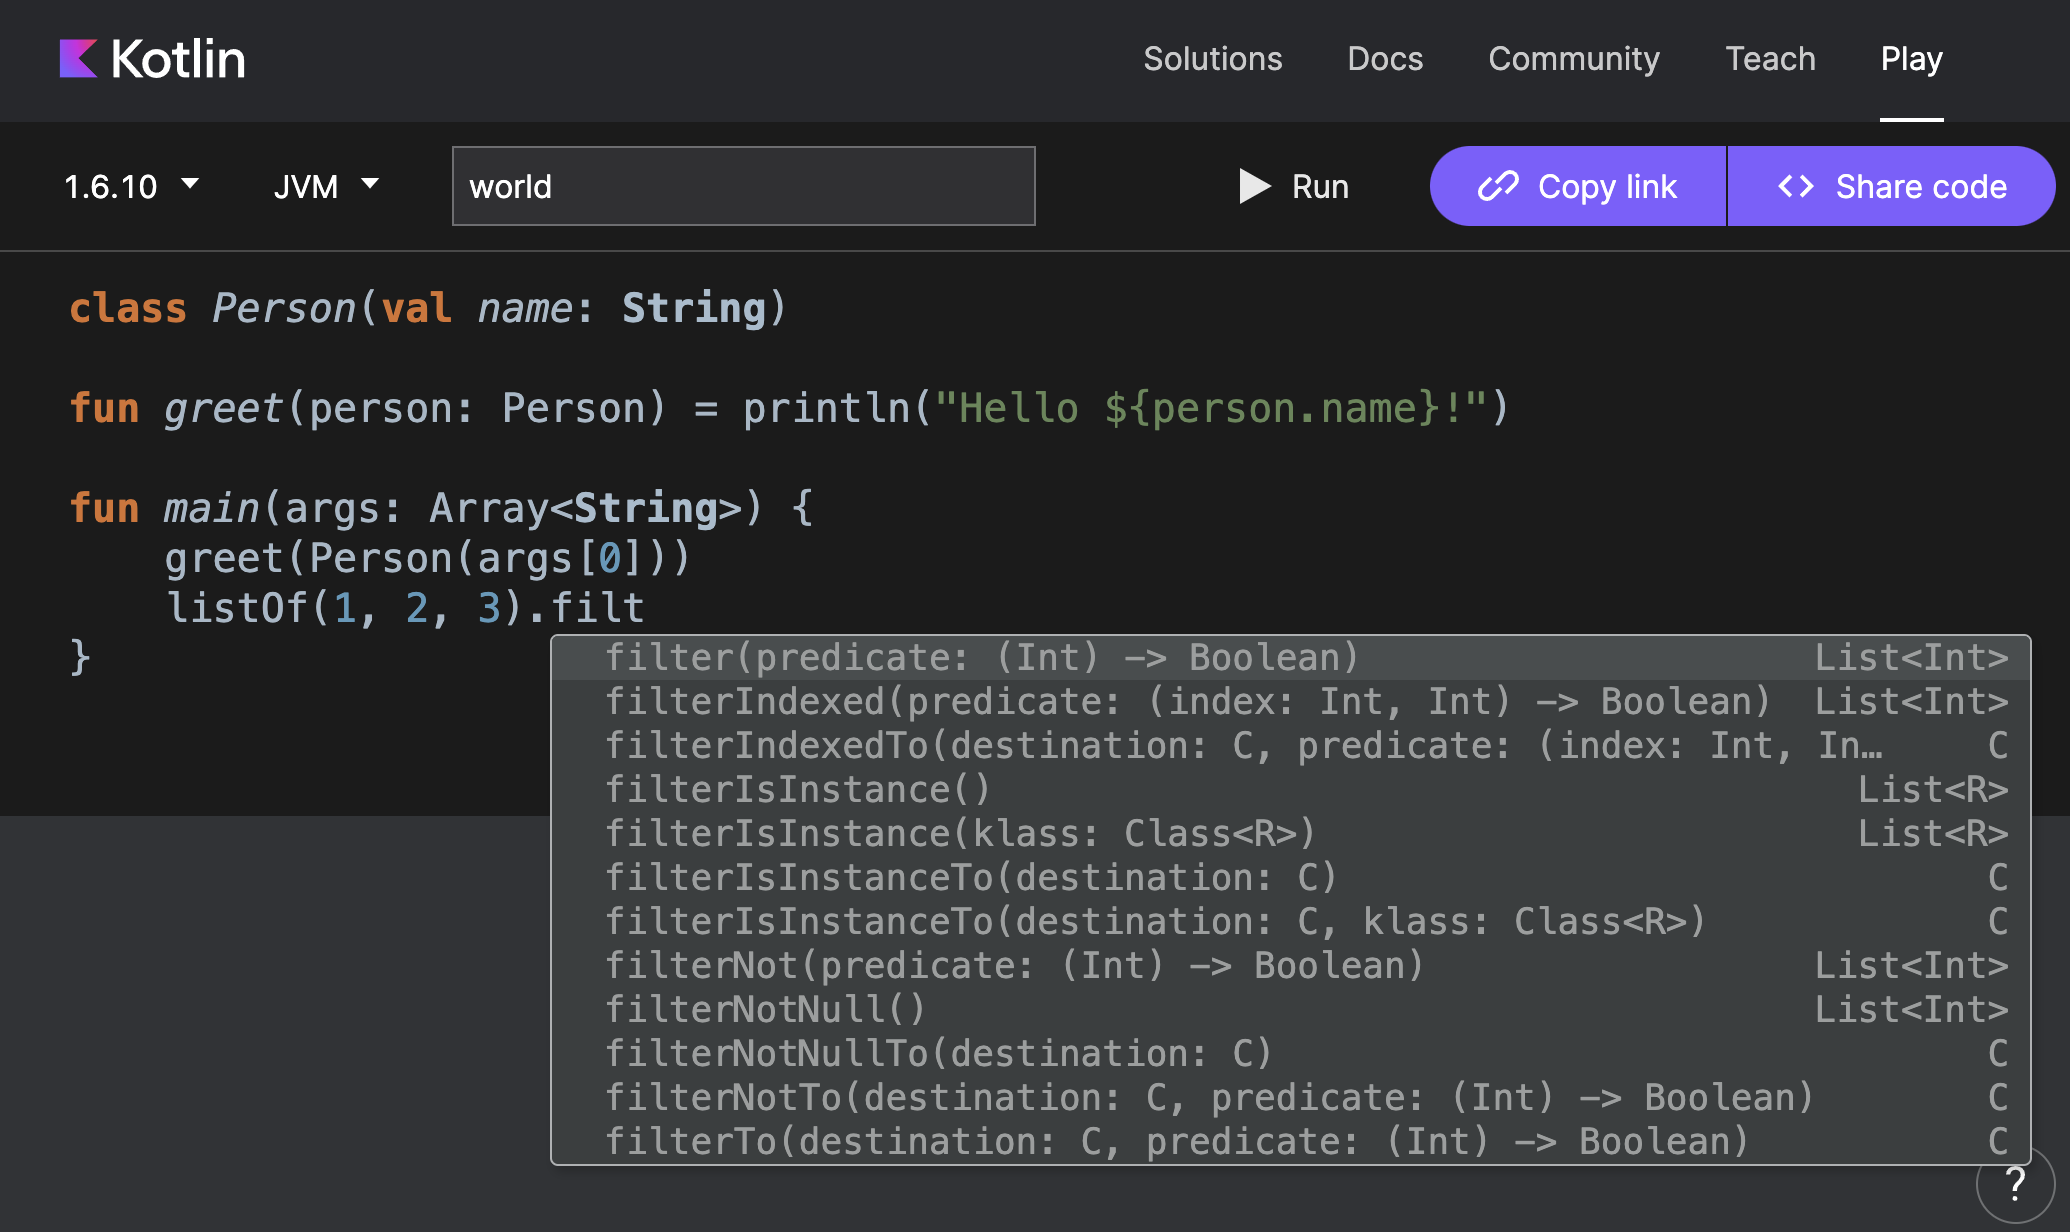 Kotlin
Solutions Docs Community Teach Play
1.6.10 JVM world Run Copy link <> Share code
class Person(val name: String)
fun greet(person: Person) = println("Hello ${person.name}!")
fun main(args: Array<String>) {
    greet(Person(args[0]))
    listOf(1, 2, 3).filt
}
filter(predicate: (Int) -> Boolean) List<Int>
filterIndexed(predicate: (index: Int, Int) -> Boolean) List<Int>
filterIndexedTo(destination: C, predicate: (index: Int, In… C
filterIsInstance() List<R>
filterIsInstance(klass: Class<R>) List<R>
filterIsInstanceTo(destination: C) C
filterIsInstanceTo(destination: C, klass: Class<R>) C
filterNot(predicate: (Int) -> Boolean) List<Int>
filterNotNull() List<Int>
filterNotNullTo(destination: C) C
filterNotTo(destination: C, predicate: (Int) -> Boolean) C
filterTo(destination: C, predicate: (Int) -> Boolean) C
?